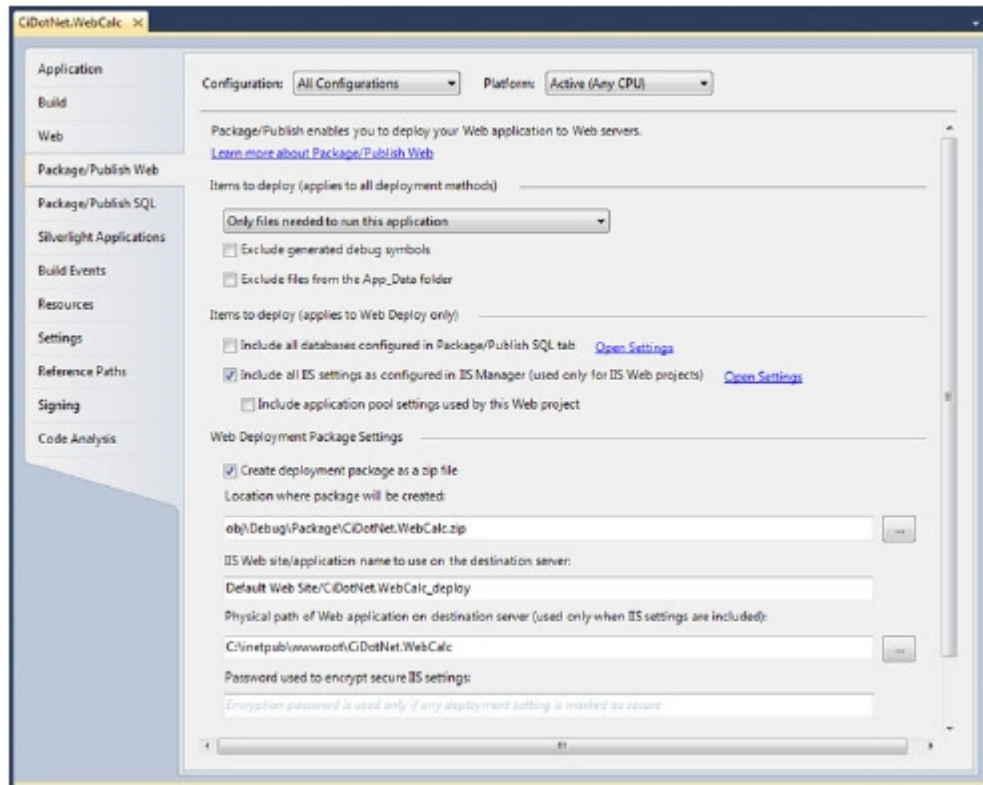 CiDotNet.WebCalc ×
Application
Build
Web
Package/Publish Web
Package/Publish SQL
Silverlight Applications
Build Events
Resources
Settings
Reference Paths
Signing
Code Analysis
Configuration: All Configurations Platform: Active (Any CPU)
Package/Publish enables you to deploy your Web application to Web servers.
Learn more about Package/Publish Web
Items to deploy (applies to all deployment methods)
Only files needed to run this application
Exclude generated debug symbols
Exclude files from the App_Data folder
Items to deploy (applies to Web Deploy only)
Include all databases configured in Package/Publish SQL tab Open Settings
Include all IIS settings as configured in IIS Manager (used only for IIS Web projects) Open Settings
Include application pool settings used by this Web project
Web Deployment Package Settings
Create deployment package as a zip file
Location where package will be created:
obj\Debug\Package\CiDotNet.WebCalc.zip
...
IIS Web site/application name to use on the destination server:
Default Web Site/CiDotNet.WebCalc_deploy
Physical path of Web application on destination server (used only when IIS settings are included):
C:\inetpub\wwwroot\CiDotNet.WebCalc
...
Password used to encrypt secure IIS settings:
Encryption password is used only if any deployment setting is marked as secure